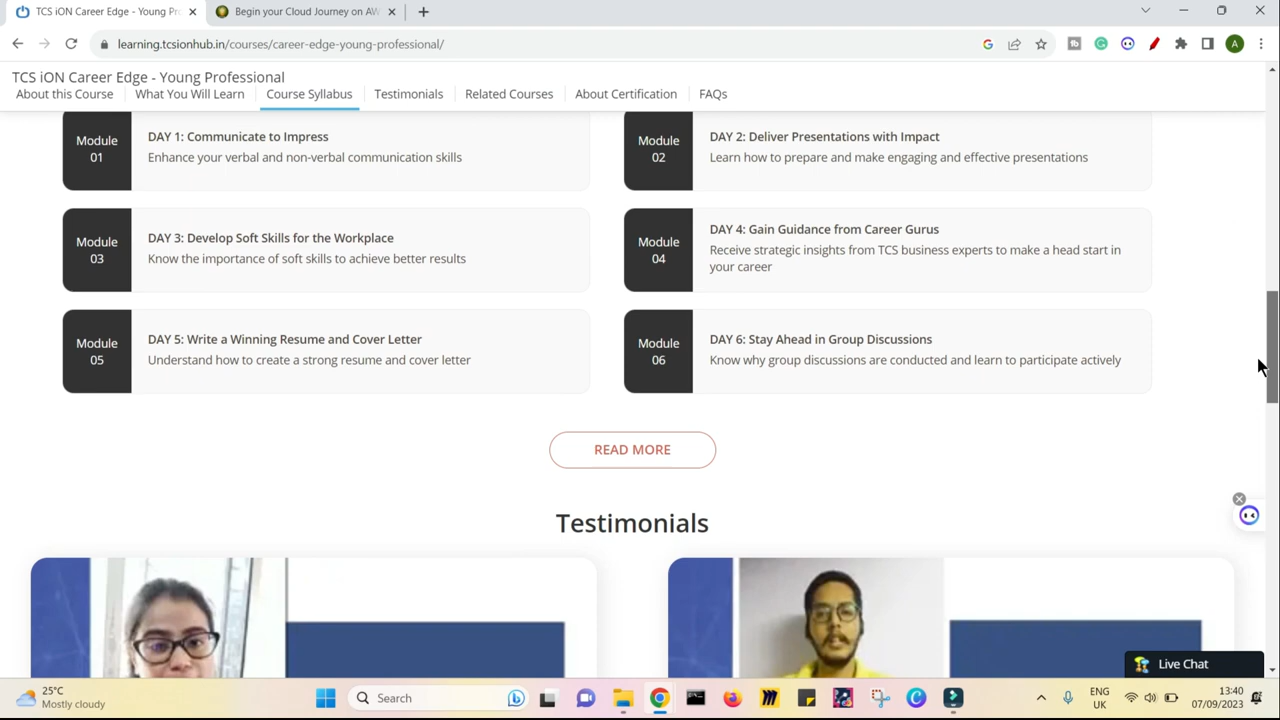 TCS iON Career Edge - Young Pr
Begin your Cloud Journey on AW
learning.tcsionhub.in/courses/career-edge-young-professional/
A
TCS iON Career Edge - Young Professional
About this Course
What You Will Learn
Course Syllabus
Testimonials
Related Courses
About Certification
FAQs
Module
01
DAY 1: Communicate to Impress
Enhance your verbal and non-verbal communication skills
Module
02
DAY 2: Deliver Presentations with Impact
Learn how to prepare and make engaging and effective presentations
Module
03
DAY 3: Develop Soft Skills for the Workplace
Know the importance of soft skills to achieve better results
Module
04
DAY 4: Gain Guidance from Career Gurus
Receive strategic insights from TCS business experts to make a head start in
your career
Module
05
DAY 5: Write a Winning Resume and Cover Letter
Understand how to create a strong resume and cover letter
Module
06
DAY 6: Stay Ahead in Group Discussions
Know why group discussions are conducted and learn to participate actively
READ MORE
Testimonials
Live Chat
25°C
Mostly cloudy
Search
ENG
UK
13:40
07/09/2023